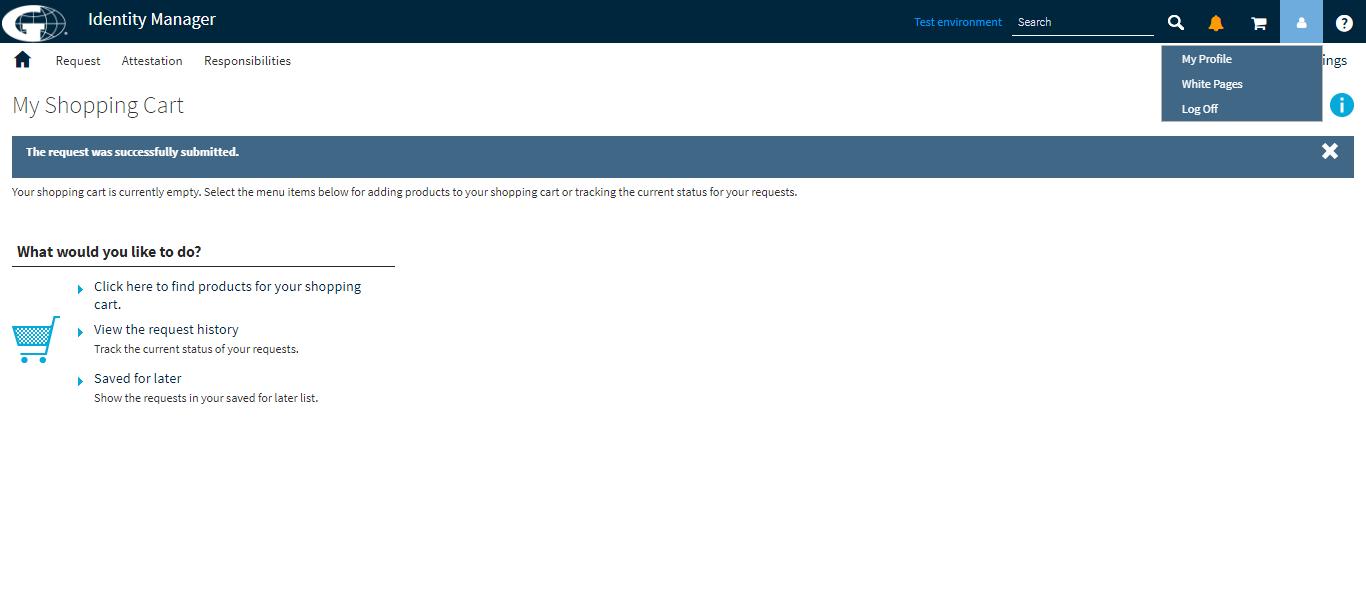 Identity Manager
Test environment
Search
Request
Attestation
Responsibilities
ings
My Profile
White Pages
Log Off
My Shopping Cart
The request was successfully submitted.
Your shopping cart is currently empty. Select the menu items below for adding products to your shopping cart or tracking the current status for your requests.
What would you like to do?
Click here to find products for your shopping
cart.
View the request history
Track the current status of your requests.
Saved for later
Show the requests in your saved for later list.